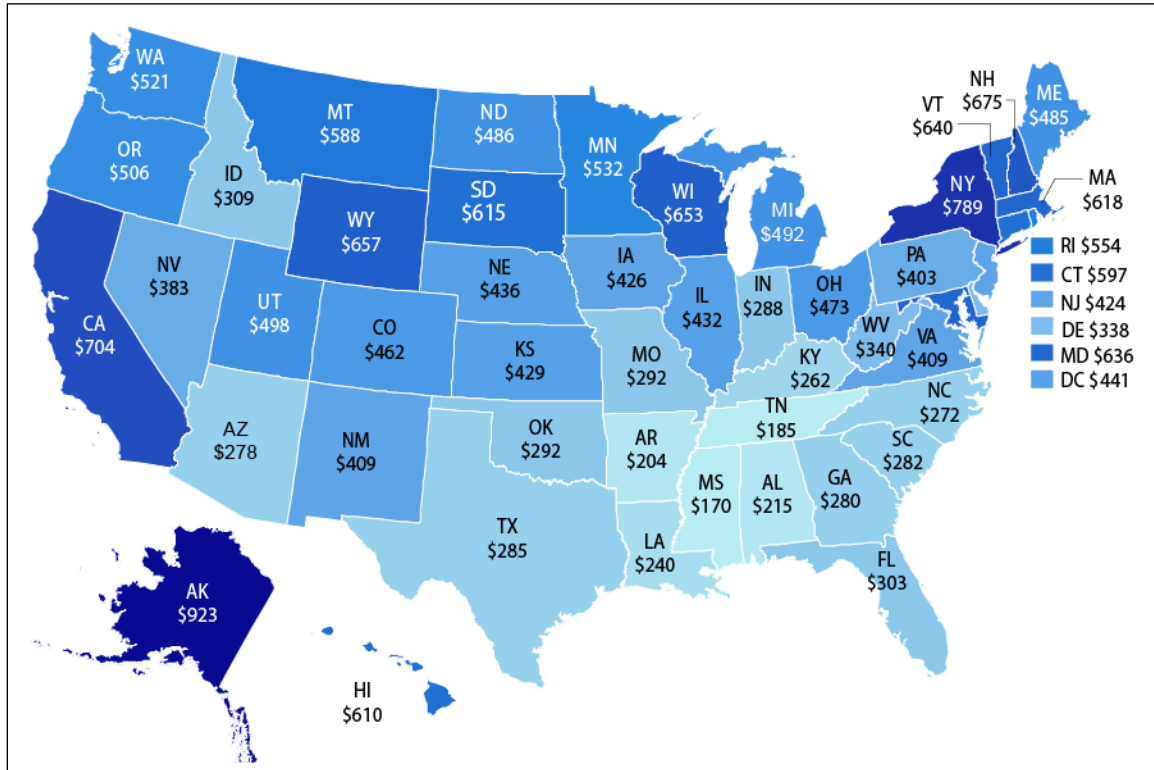 WA
$521
MT
$588
ND
$486
MN
$532
NH
$675
VT
$640
ME
$485
OR
$506
ID
$309
SD
$615
WI
$653
MI
$492
NY
$789
MA
$618
WY
$657
RI $554
CT $597
NJ $424
DE $338
MD $636
DC $441
NV
$383
UT
$498
NE
$436
IA
$426
IL
$432
IN
$288
OH
$473
PA
$403
CA
$704
CO
$462
KS
$429
MO
$292
KY
$262
WV
$340
VA
$409
NC
$272
TN
$185
AZ
$278
NM
$409
OK
$292
AR
$204
SC
$282
MS
$170
AL
$215
GA
$280
TX
$285
LA
$240
FL
$303
AK
$923
HI
$610